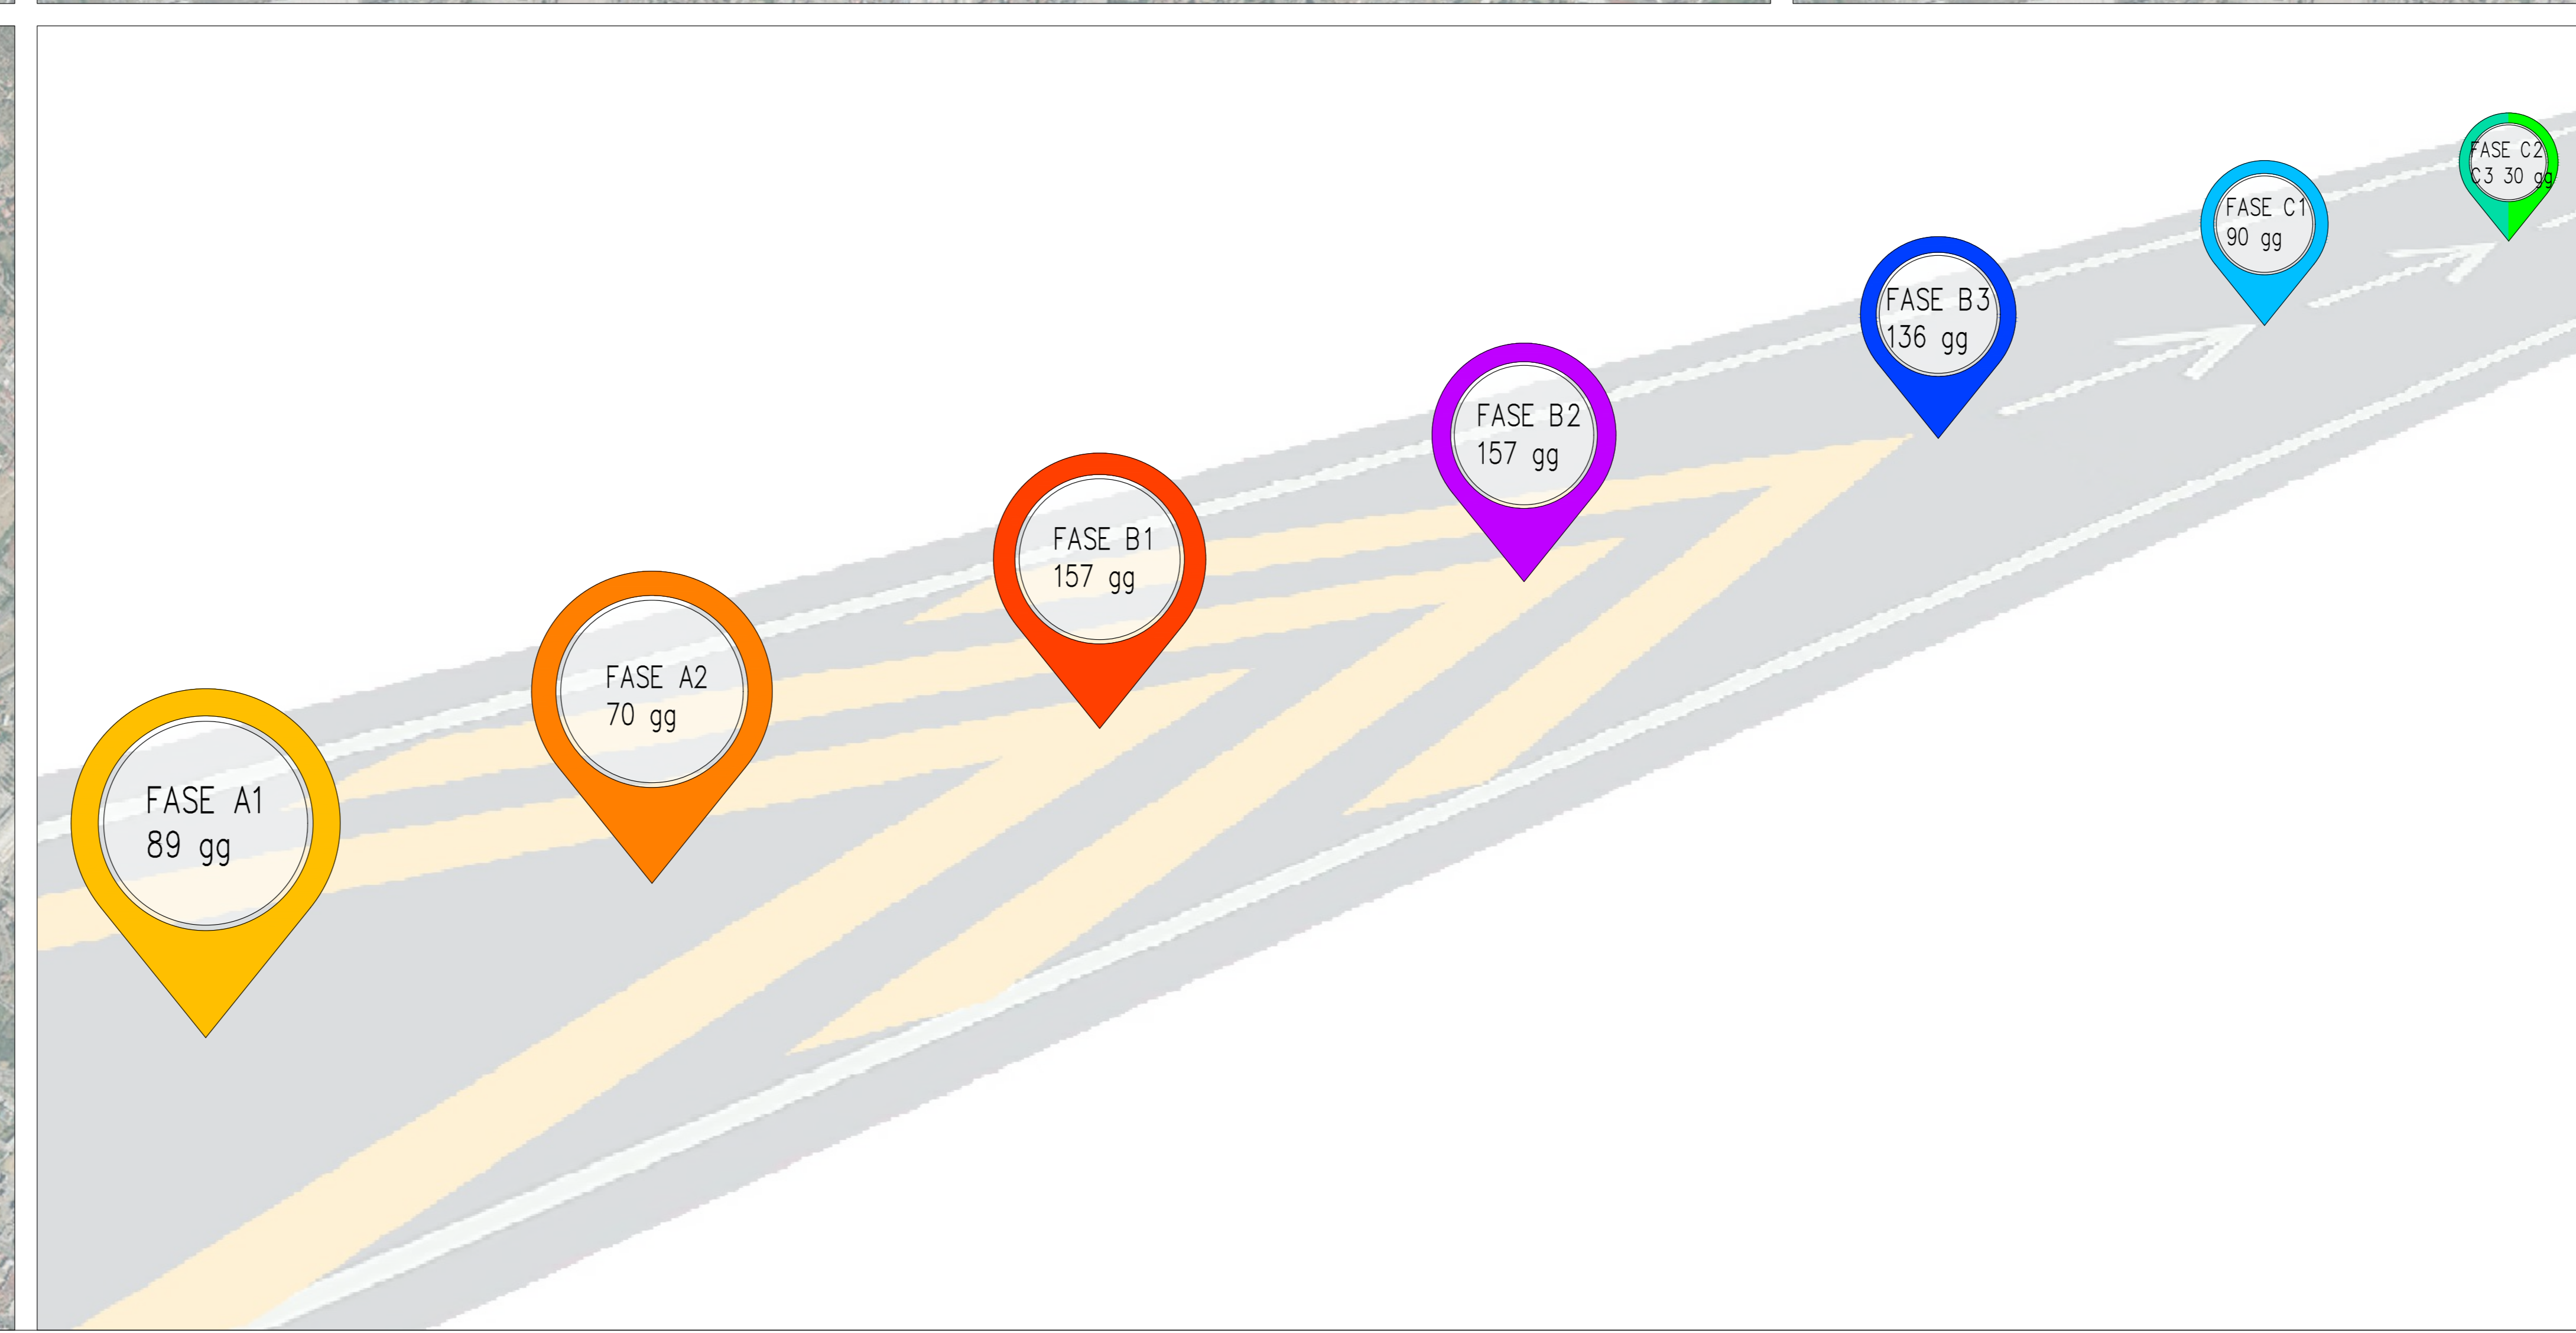 FASE A1
89 gg
FASE A2
70 gg
FASE B1
157 gg
FASE B2
157 gg
FASE B3
136 gg
FASE C1
90 gg
FASE C2
C3 30 gg